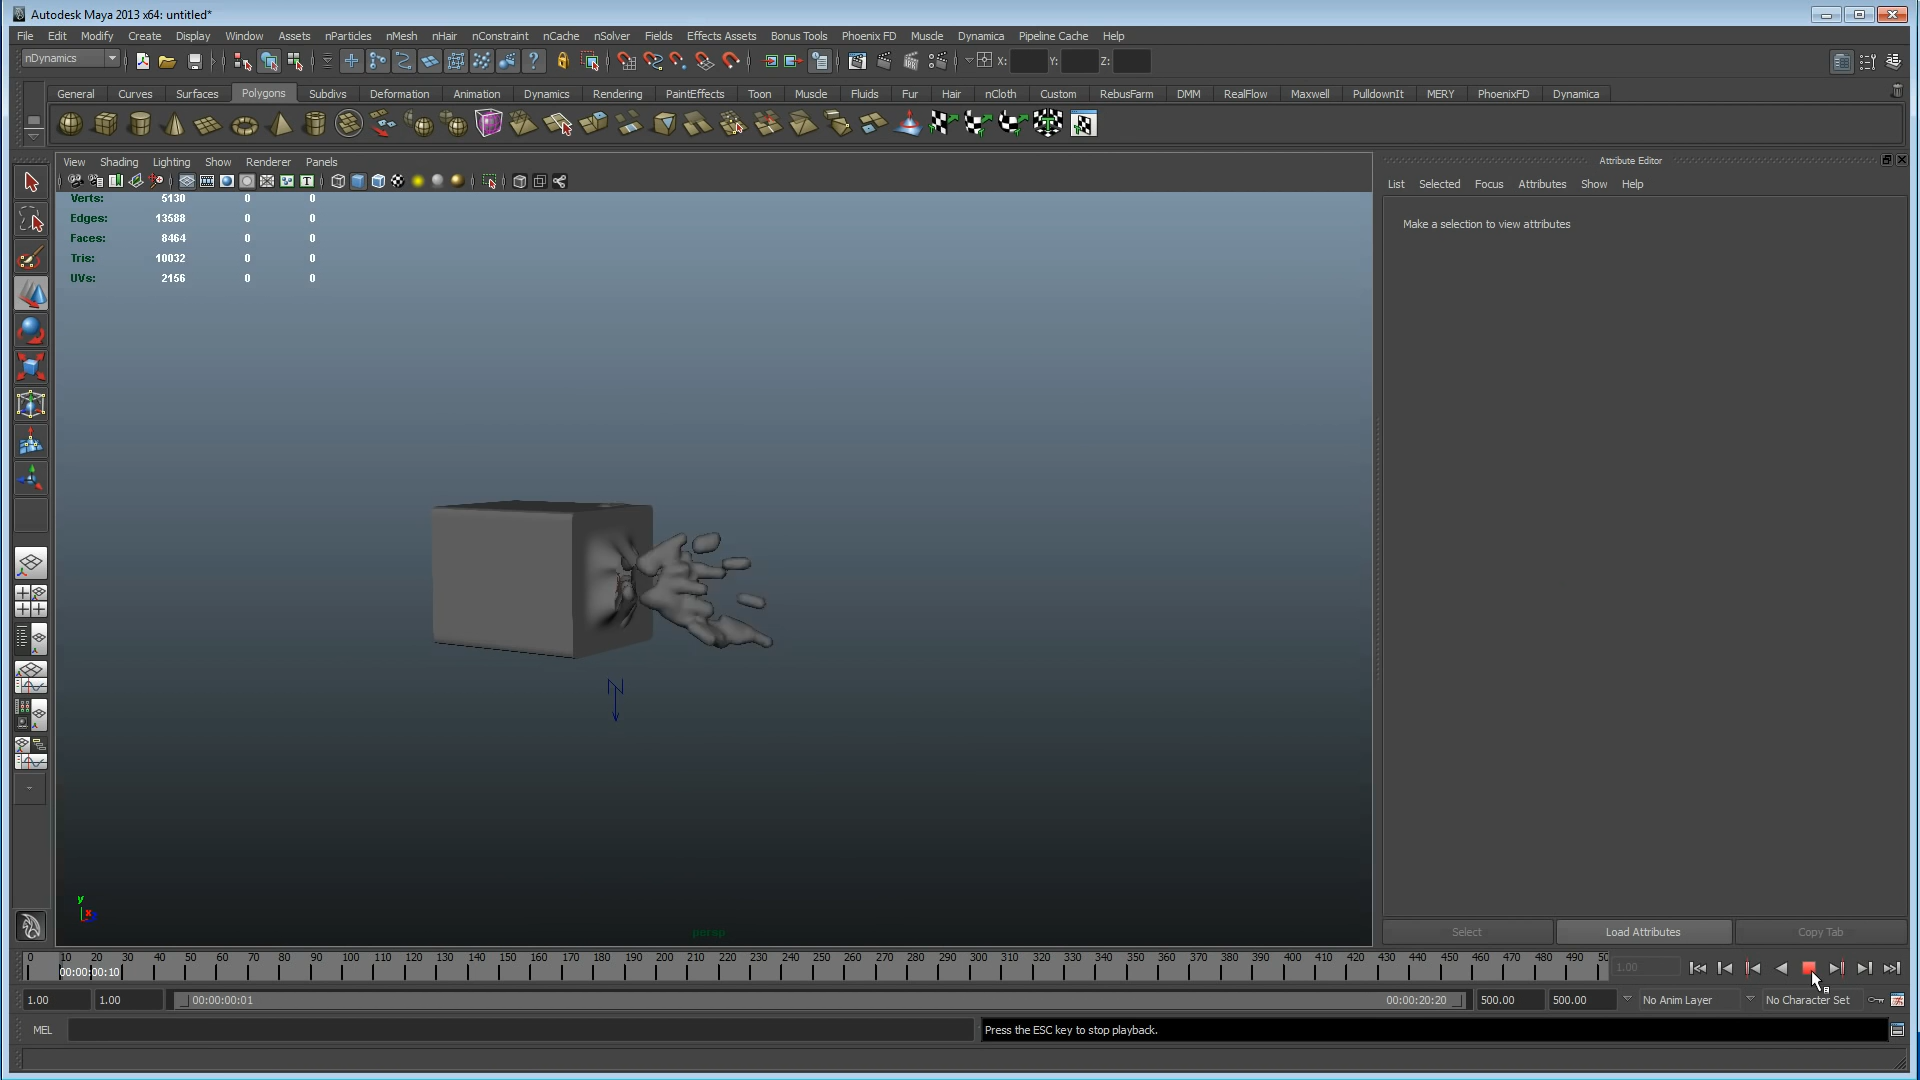 Autodesk Maya 2013 x64: untitled*
File Edit Modify Create Display Window Assets nParticles nMesh nHair nConstraint nCache nSolver Fields Effects Assets Bonus Tools Phoenix FD Muscle Dynamica Pipeline Cache Help
nDynamics X: Y: Z:
General Curves Surfaces Polygons Subdivs Deformation Animation Dynamics Rendering PaintEffects Toon Muscle Fluids Fur Hair nCloth Custom RebusFarm DMM RealFlow Maxwell PulldownIt MERY PhoenixFD Dynamica
View Shading Lighting Show Renderer Panels
Attribute Editor
List Selected Focus Attributes Show Help
Verts: 5130 0 0
Edges: 13588 0 0
Faces: 8464 0 0
Tris: 10032 0 0
UVs: 2156 0 0
Make a selection to view attributes
N
y
x
persp
Select Load Attributes Copy Tab
0 10 20 30 40 50 60 70 80 90 100 110 120 130 140 150 160 170 180 190 200 210 220 230 240 250 260 270 280 290 300 310 320 330 340 350 360 370 380 390 400 410 420 430 440 450 460 470 480 490 50
00:00:00:10
1.00
1.00 1.00 00:00:00:01 00:00:20:20 500.00 500.00 No Anim Layer No Character Set
MEL Press the ESC key to stop playback.